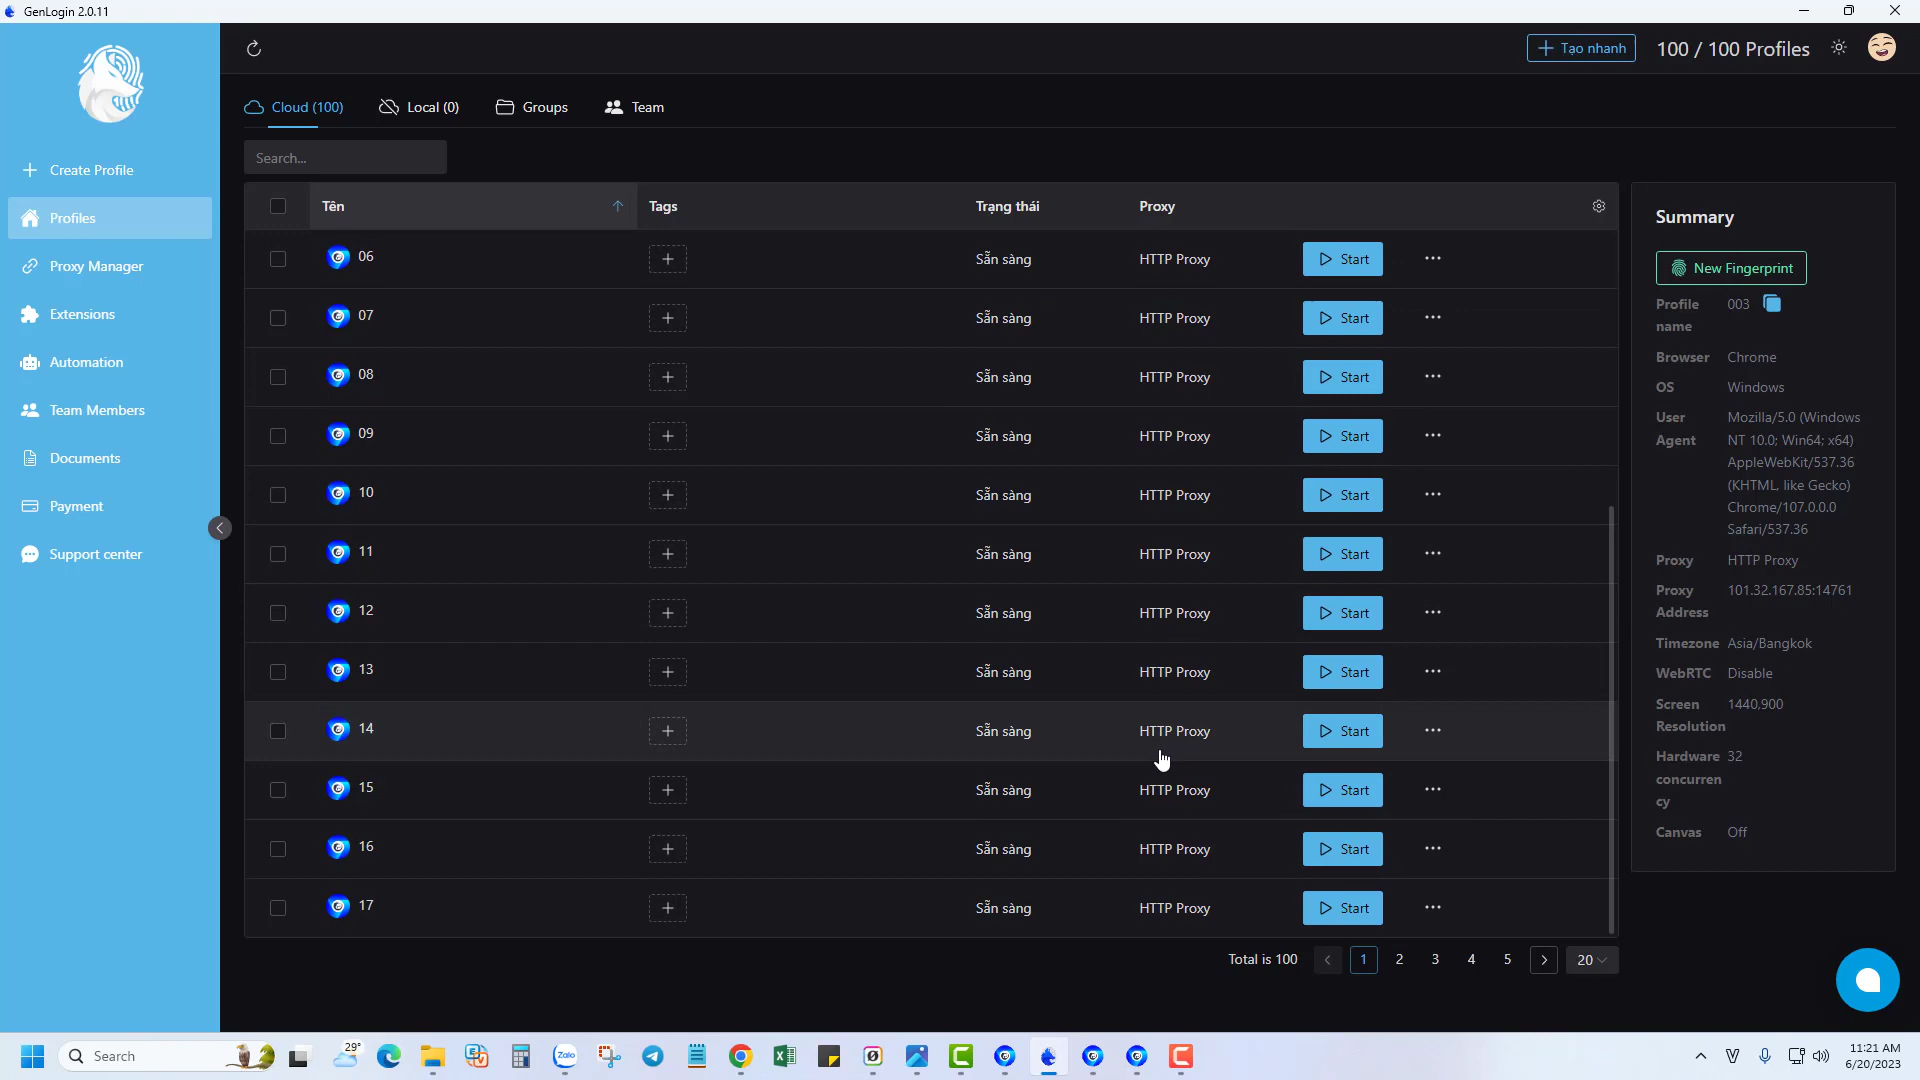 GenLogin 2.0.11
Tạo nhanh
100 / 100 Profiles
Cloud (100)
Local (0)
Groups
Team
Create Profile
Profiles
Proxy Manager
Extensions
Automation
Team Members
Documents
Payment
Support center
Search...
Tên Tags Trạng thái Proxy
06 Sẵn sàng HTTP Proxy Start
07 Sẵn sàng HTTP Proxy Start
08 Sẵn sàng HTTP Proxy Start
09 Sẵn sàng HTTP Proxy Start
10 Sẵn sàng HTTP Proxy Start
11 Sẵn sàng HTTP Proxy Start
12 Sẵn sàng HTTP Proxy Start
13 Sẵn sàng HTTP Proxy Start
14 Sẵn sàng HTTP Proxy Start
15 Sẵn sàng HTTP Proxy Start
16 Sẵn sàng HTTP Proxy Start
17 Sẵn sàng HTTP Proxy Start
Total is 100 1 2 3 4 5 20
Summary
New Fingerprint
Profile name 003
Browser Chrome
OS Windows
User Agent Mozilla/5.0 (Windows
NT 10.0; Win64; x64)
AppleWebKit/537.36
(KHTML, like Gecko)
Chrome/107.0.0.0
Safari/537.36
Proxy HTTP Proxy
Proxy Address 101.32.167.85:14761
Timezone Asia/Bangkok
WebRTC Disable
Screen Resolution 1440,900
Hardware 32
concurren
cy
Canvas Off
Search
29°
Zalo
11:21 AM
6/20/2023